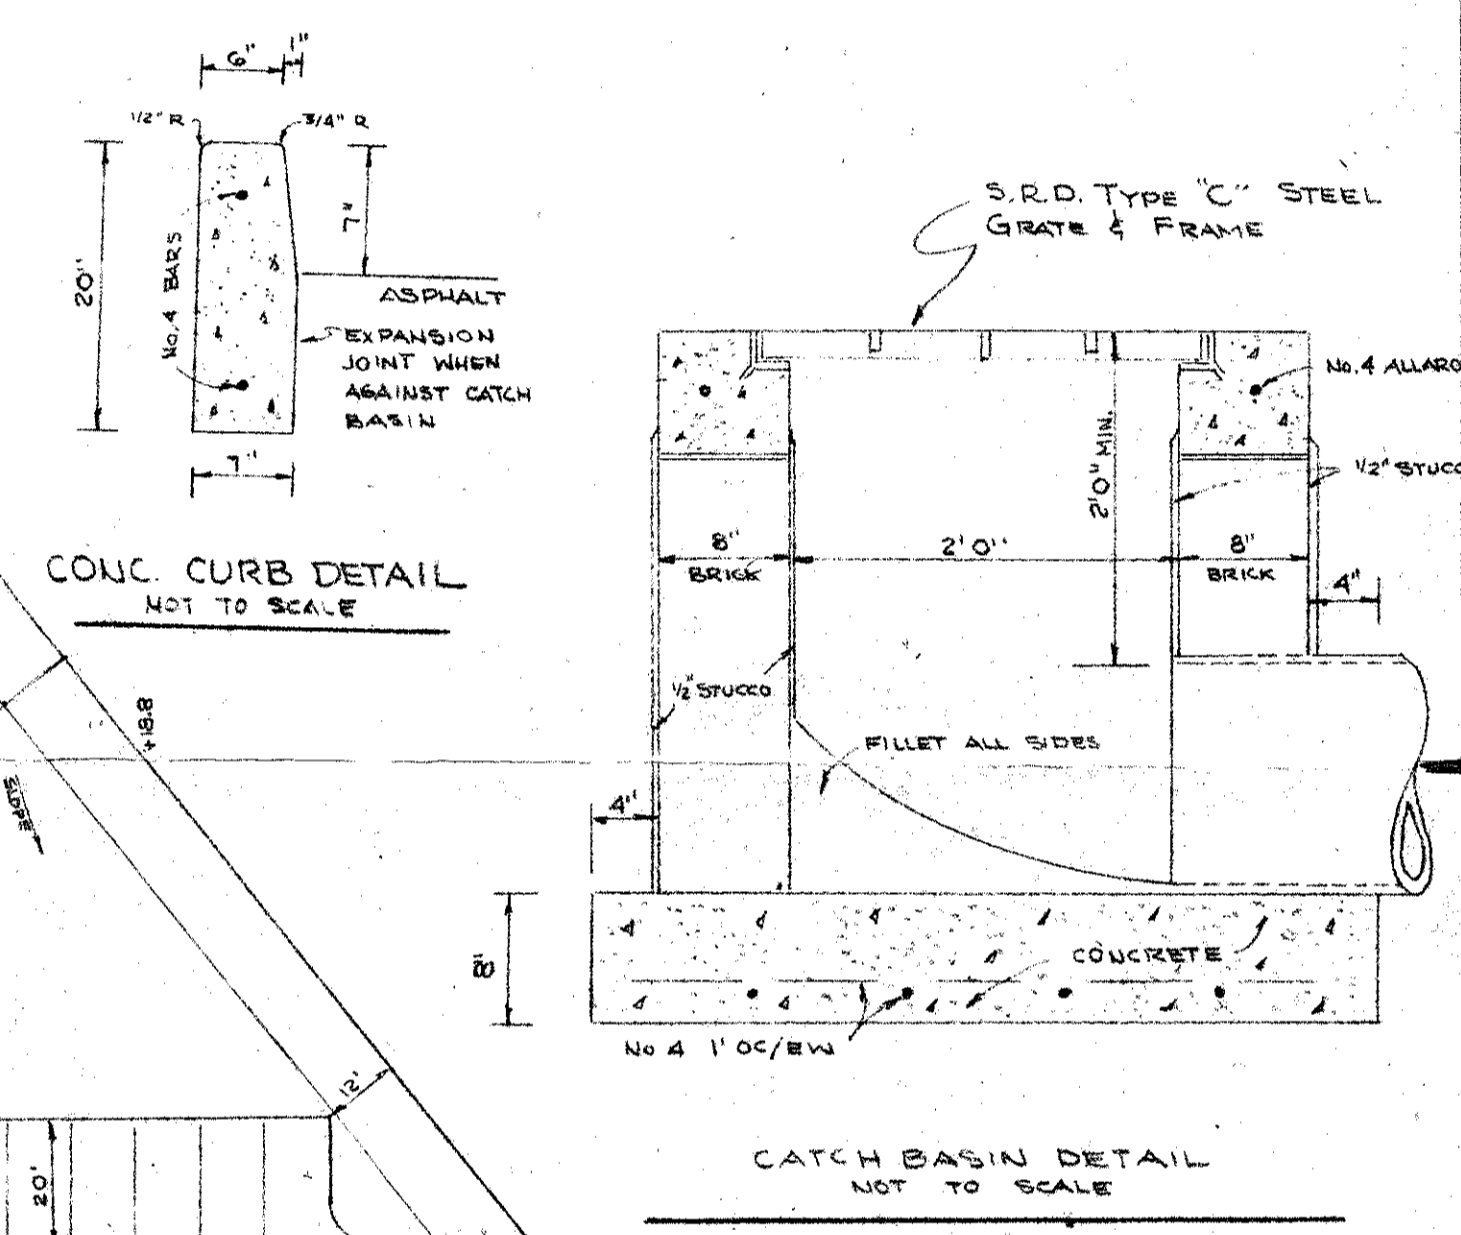 6" 1"
1/2" R 3/4" R
20"
No. 4 BARS
7"
ASPHALT
EXPANSION
JOINT WHEN
AGAINST CATCH
BASIN
7"
CONC. CURB DETAIL
NOT TO SCALE
S.R.D. TYPE "C" STEEL
GRATE & FRAME
No. 4 ALLARO
2'0" MIN.
1/2" STUCC
8"
BRICK
2'0"
8"
BRICK
4"
1/2" STUCCO
FILLET ALL SIDES
4"
8"
CONCRETE
No 4 1' OC/EW
CATCH BASIN DETAIL
NOT TO SCALE
+18.8
SLOPE
12'
20'